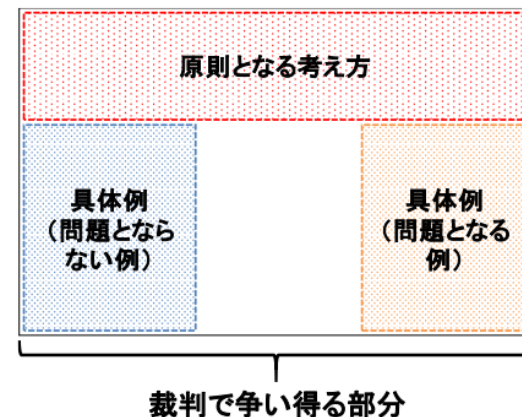 原則となる考え方
具体例
（問題となら
ない例）
具体例
（問題となる
例）
裁判で争い得る部分